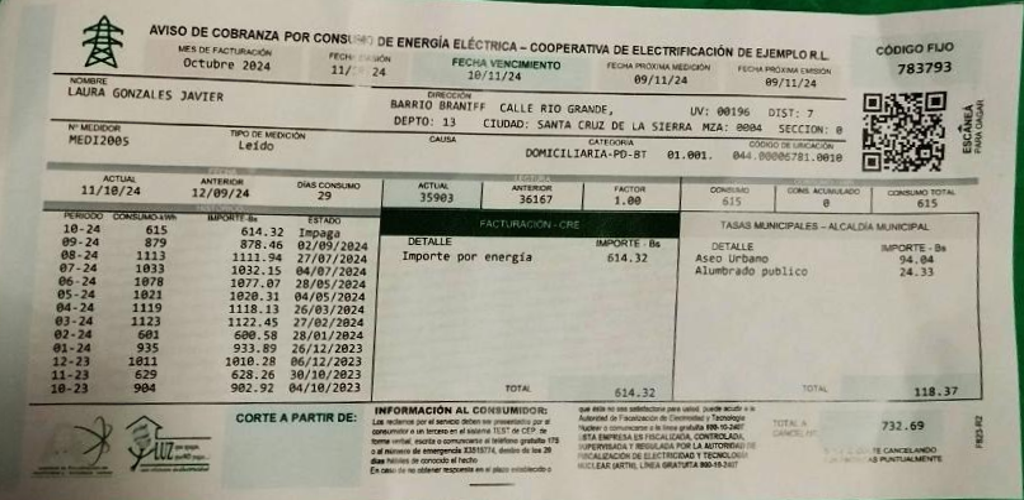 AVISO DE COBRANZA POR CONSUMO DE ENERGÍA ELÉCTRICA – COOPERATIVA DE ELECTRIFICACIÓN DE EJEMPLO R.L.
CÓDIGO FIJO
783793
MES DE FACTURACIÓN
Octubre 2024
FECHA EMISIÓN
11/ 24
FECHA VENCIMIENTO
10/11/24
FECHA PRÓXIMA MEDICIÓN
09/11/24
FECHA PRÓXIMA EMISIÓN
09/11/24
NOMBRE
LAURA GONZALES JAVIER
DIRECCIÓN
BARRIO BRANIFF CALLE RIO GRANDE, UV: 00196 DIST: 7
DEPTO: 13 CIUDAD: SANTA CRUZ DE LA SIERRA MZA: 0004 SECCION: 0
ESCANEÁ
PARA PAGAR
Nº MEDIDOR
MEDI2005
TIPO DE MEDICIÓN
Leído
CAUSA
CATEGORÍA
DOMICILIARIA-PD-BT 01.001.
CÓDIGO DE UBICACIÓN
044.00006781.0010
FECHA
LECTURA
ACTUAL
11/10/24
ANTERIOR
12/09/24
DÍAS CONSUMO
29
ACTUAL
35903
ANTERIOR
36167
FACTOR
1.00
CONSUMO
615
CONS. ACUMULADO
0
CONSUMO TOTAL
615
PERIODO CONSUMO-kWh IMPORTE-Bs ESTADO
10-24 615 614.32 Impaga
09-24 879 878.46 02/09/2024
08-24 1113 1111.94 27/07/2024
07-24 1033 1032.15 04/07/2024
06-24 1078 1077.07 28/05/2024
05-24 1021 1020.31 04/05/2024
04-24 1119 1118.13 26/03/2024
03-24 1123 1122.45 27/02/2024
02-24 601 600.58 28/01/2024
01-24 935 933.89 26/12/2023
12-23 1011 1010.28 06/12/2023
11-23 629 628.26 30/10/2023
10-23 904 902.92 04/10/2023
FACTURACIÓN - CRE
DETALLE IMPORTE - Bs
Importe por energía 614.32
TOTAL 614.32
TASAS MUNICIPALES – ALCALDÍA MUNICIPAL
DETALLE IMPORTE - Bs
Aseo Urbano 94.04
Alumbrado publico 24.33
TOTAL 118.37
LUZ
CORTE A PARTIR DE:
INFORMACIÓN AL CONSUMIDOR:
Los reclamos por el servicio deben ser presentados por el
consumidor o un tercero en el sistema TEST de CEP, de
forma verbal, escrita o comunicarse al teléfono gratuito 175
o al número de emergencia 33515774, dentro de los 20
días hábiles de conocido el hecho
En caso de no obtener respuesta en el plazo establecido o
que ésta no sea satisfactoria para usted, puede acudir a la
Autoridad de Fiscalización de Electricidad y Tecnología
Nuclear o comunicarse a la línea gratuita 800-10-2407
ESTA EMPRESA ES FISCALIZADA, CONTROLADA,
SUPERVISADA Y REGULADA POR LA AUTORIDAD DE
FISCALIZACIÓN DE ELECTRICIDAD Y TECNOLOGÍA
NUCLEAR (AETN), LÍNEA GRATUITA 800-10-2407
TOTAL A
732.69
CANCELANDO
PUNTUALMENTE
F823-R2